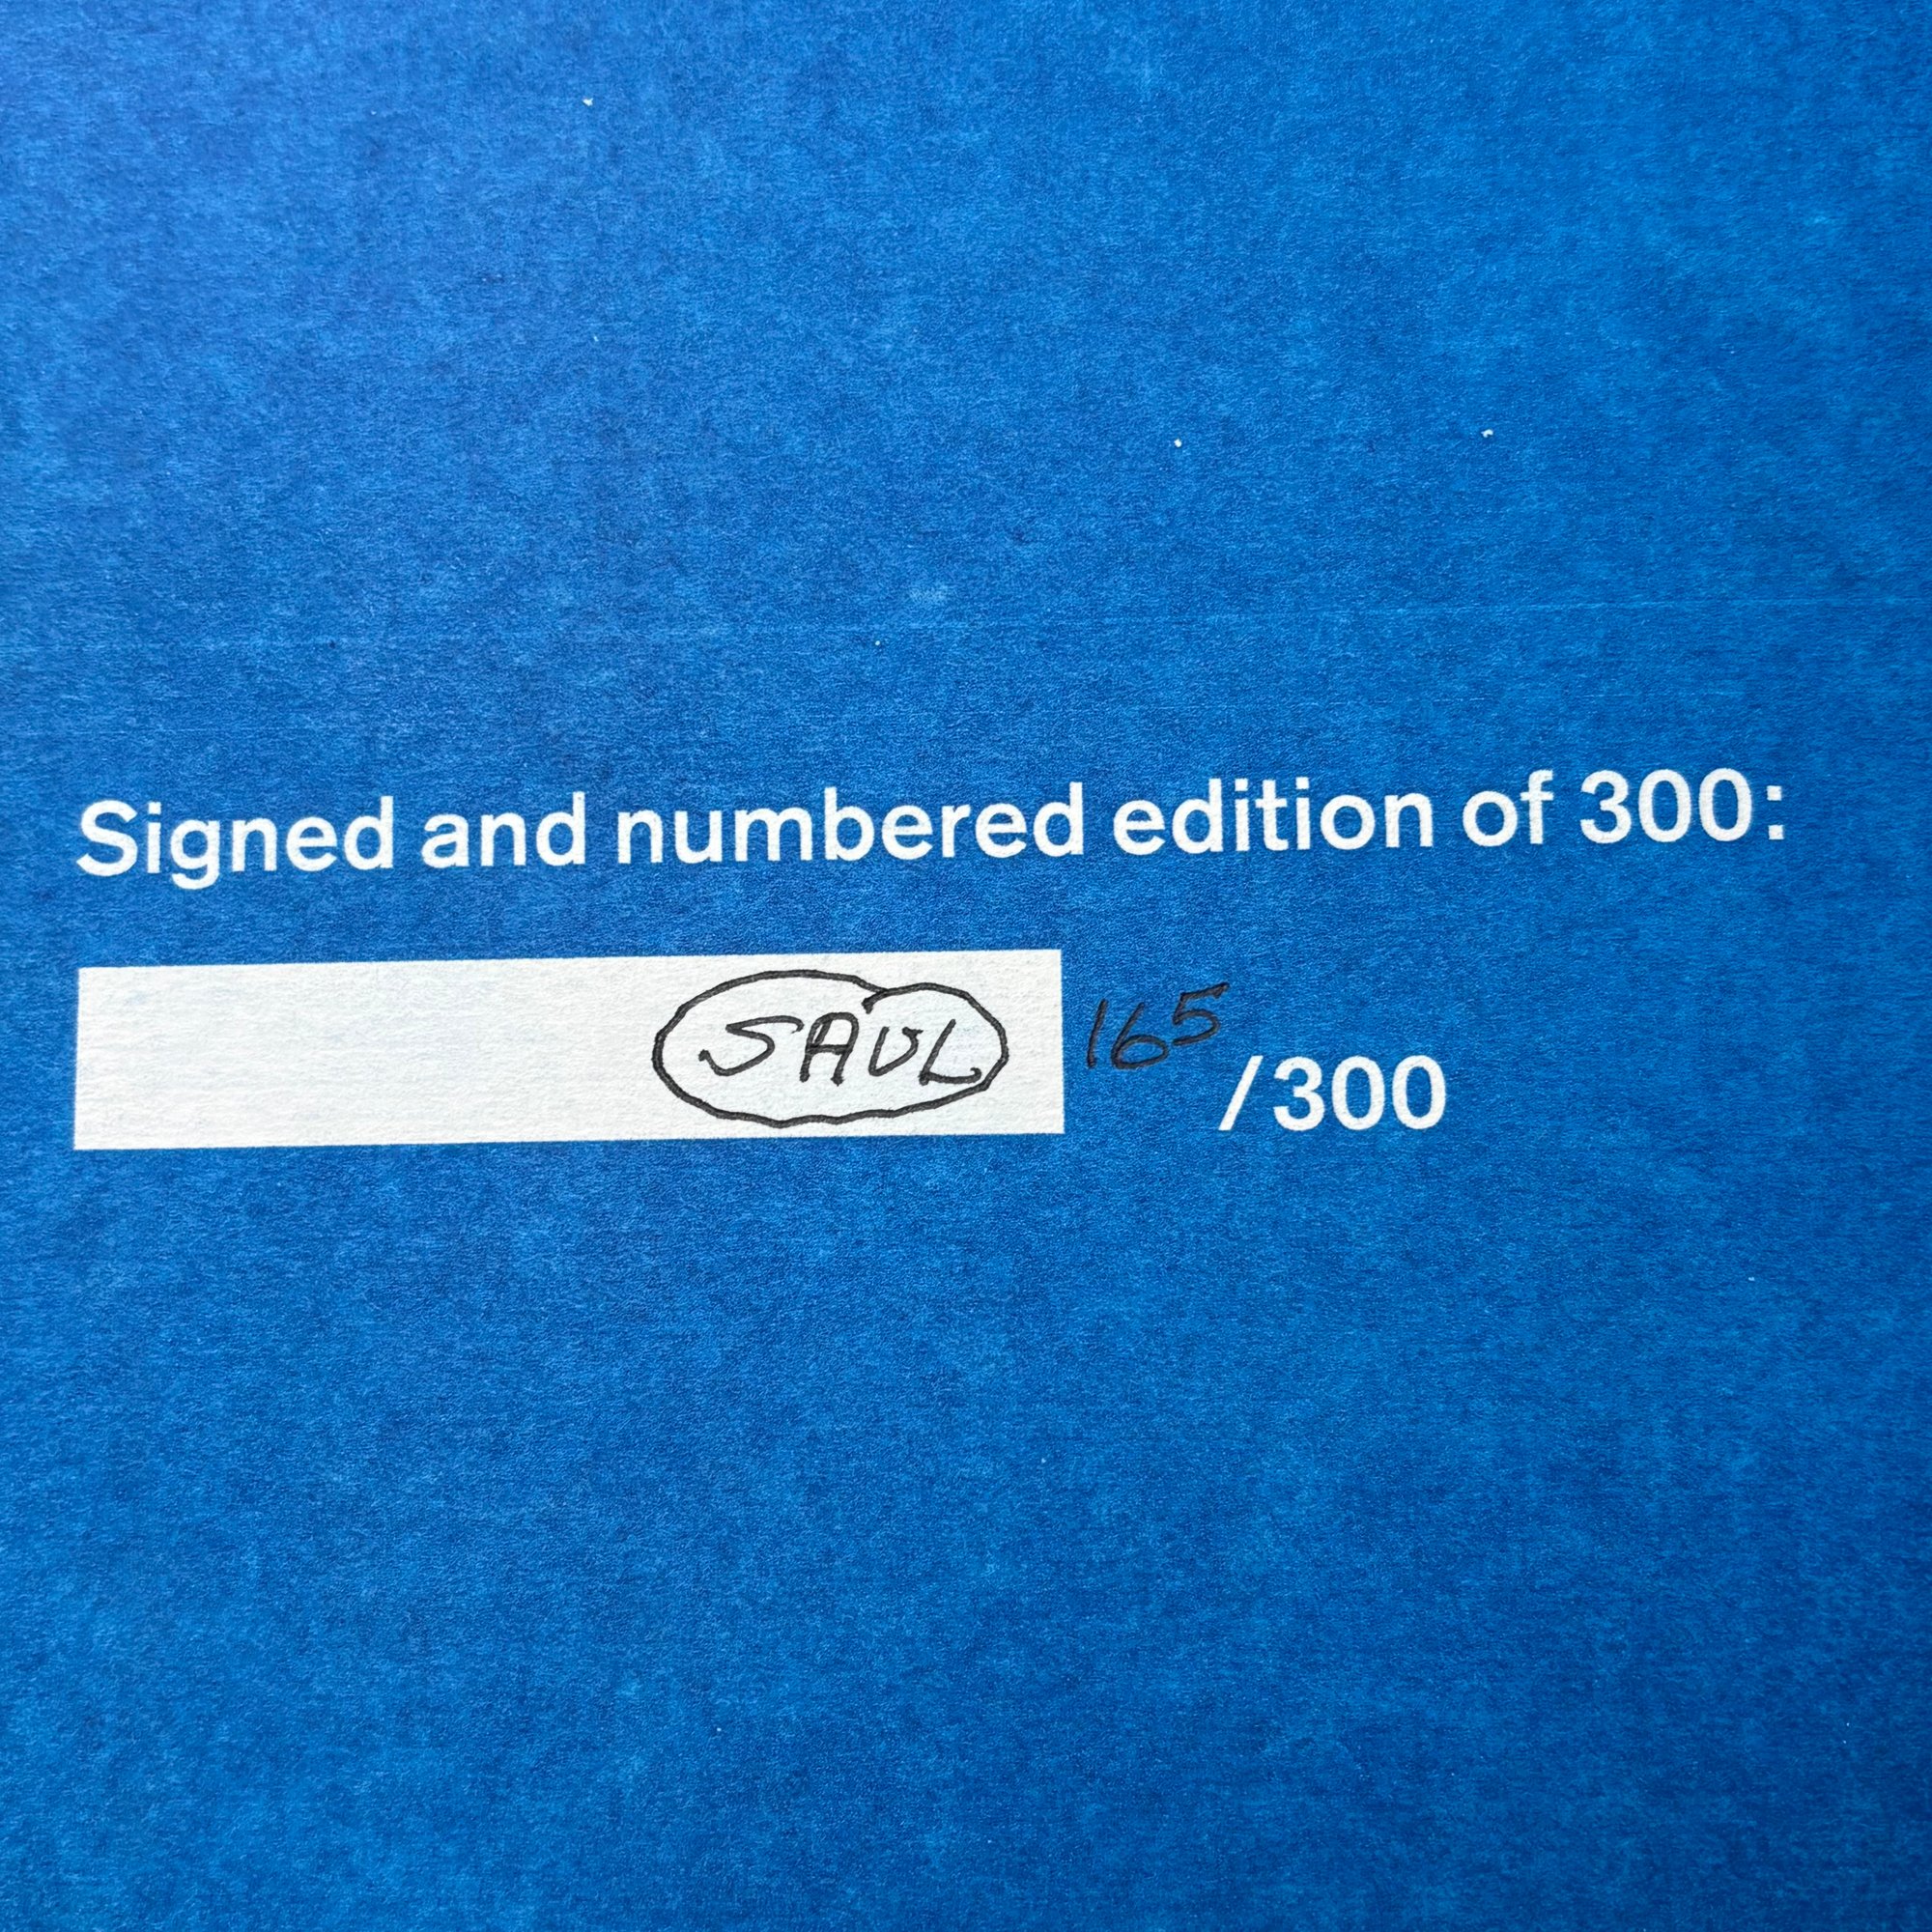 Signed and numbered edition of 300:
SAUL 165 /300